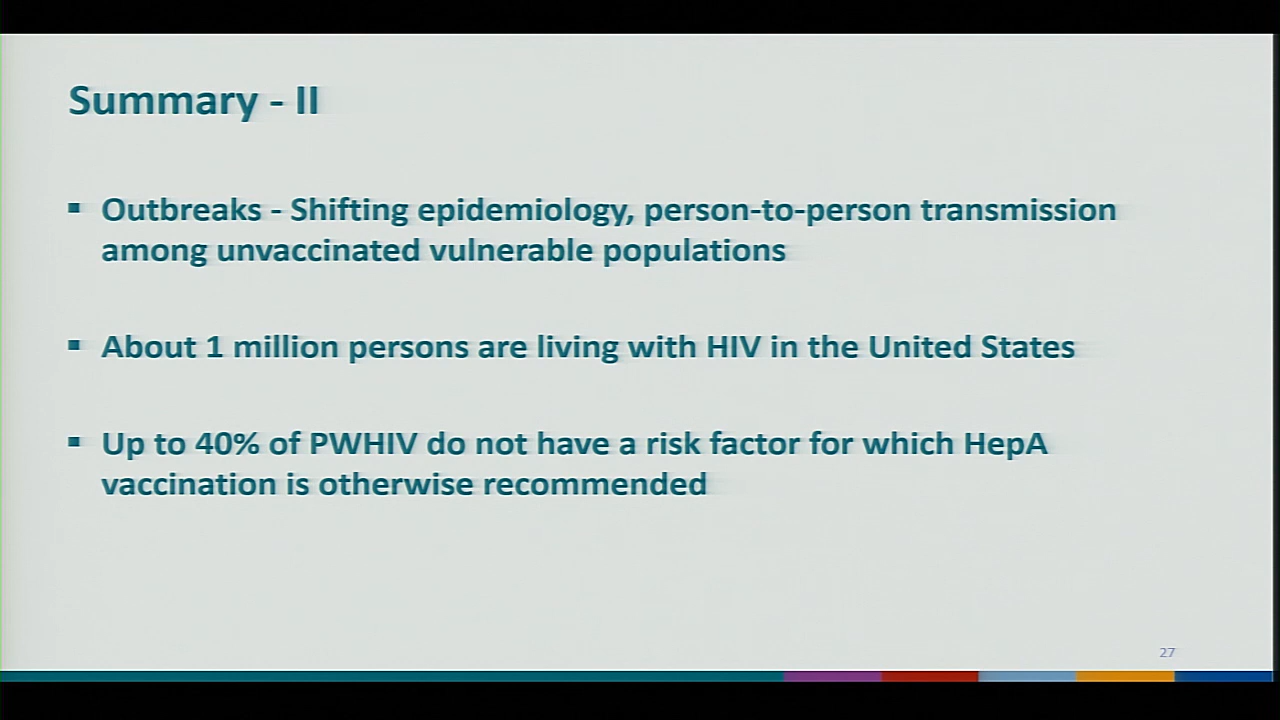 Summary - II
▪ Outbreaks - Shifting epidemiology, person-to-person transmission
among unvaccinated vulnerable populations
▪ About 1 million persons are living with HIV in the United States
▪ Up to 40% of PWHIV do not have a risk factor for which HepA
vaccination is otherwise recommended
27